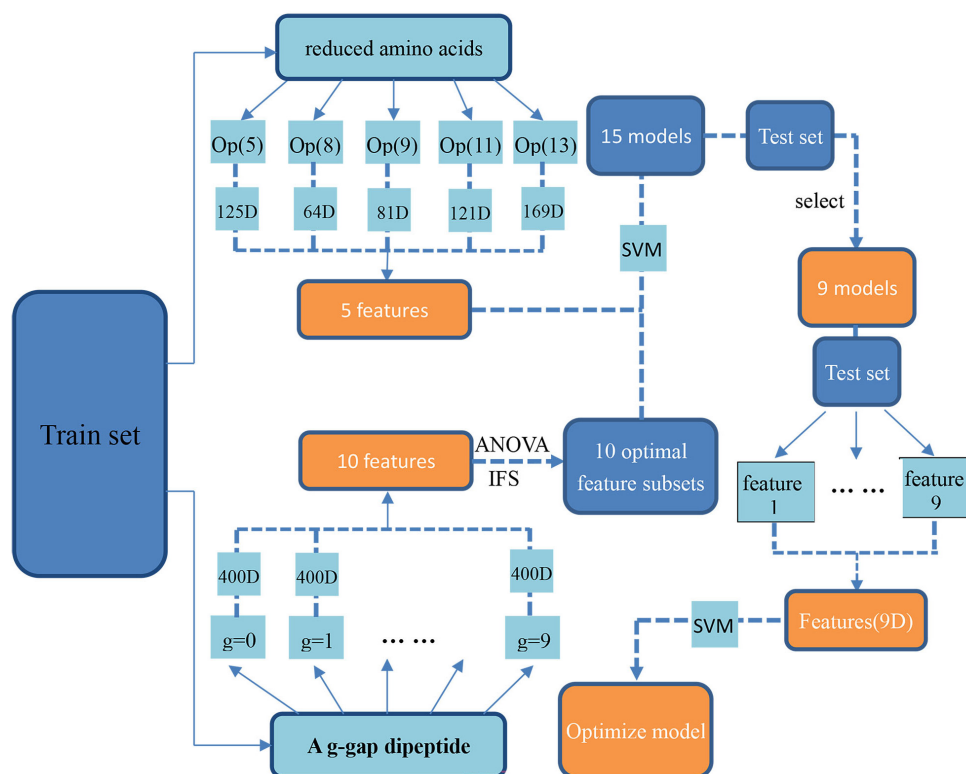 reduced amino acids
Op(5)
Op(8)
Op(9)
Op(11)
Op(13)
125D
64D
81D
121D
169D
5 features
15 models
Test set
select
SVM
9 models
Test set
Train set
10 features
ANOVA
IFS
10 optimal
feature subsets
feature
1
... ...
feature
9
400D
400D
400D
g=0
g=1
... ...
g=9
SVM
Features(9D)
A g-gap dipeptide
Optimize model